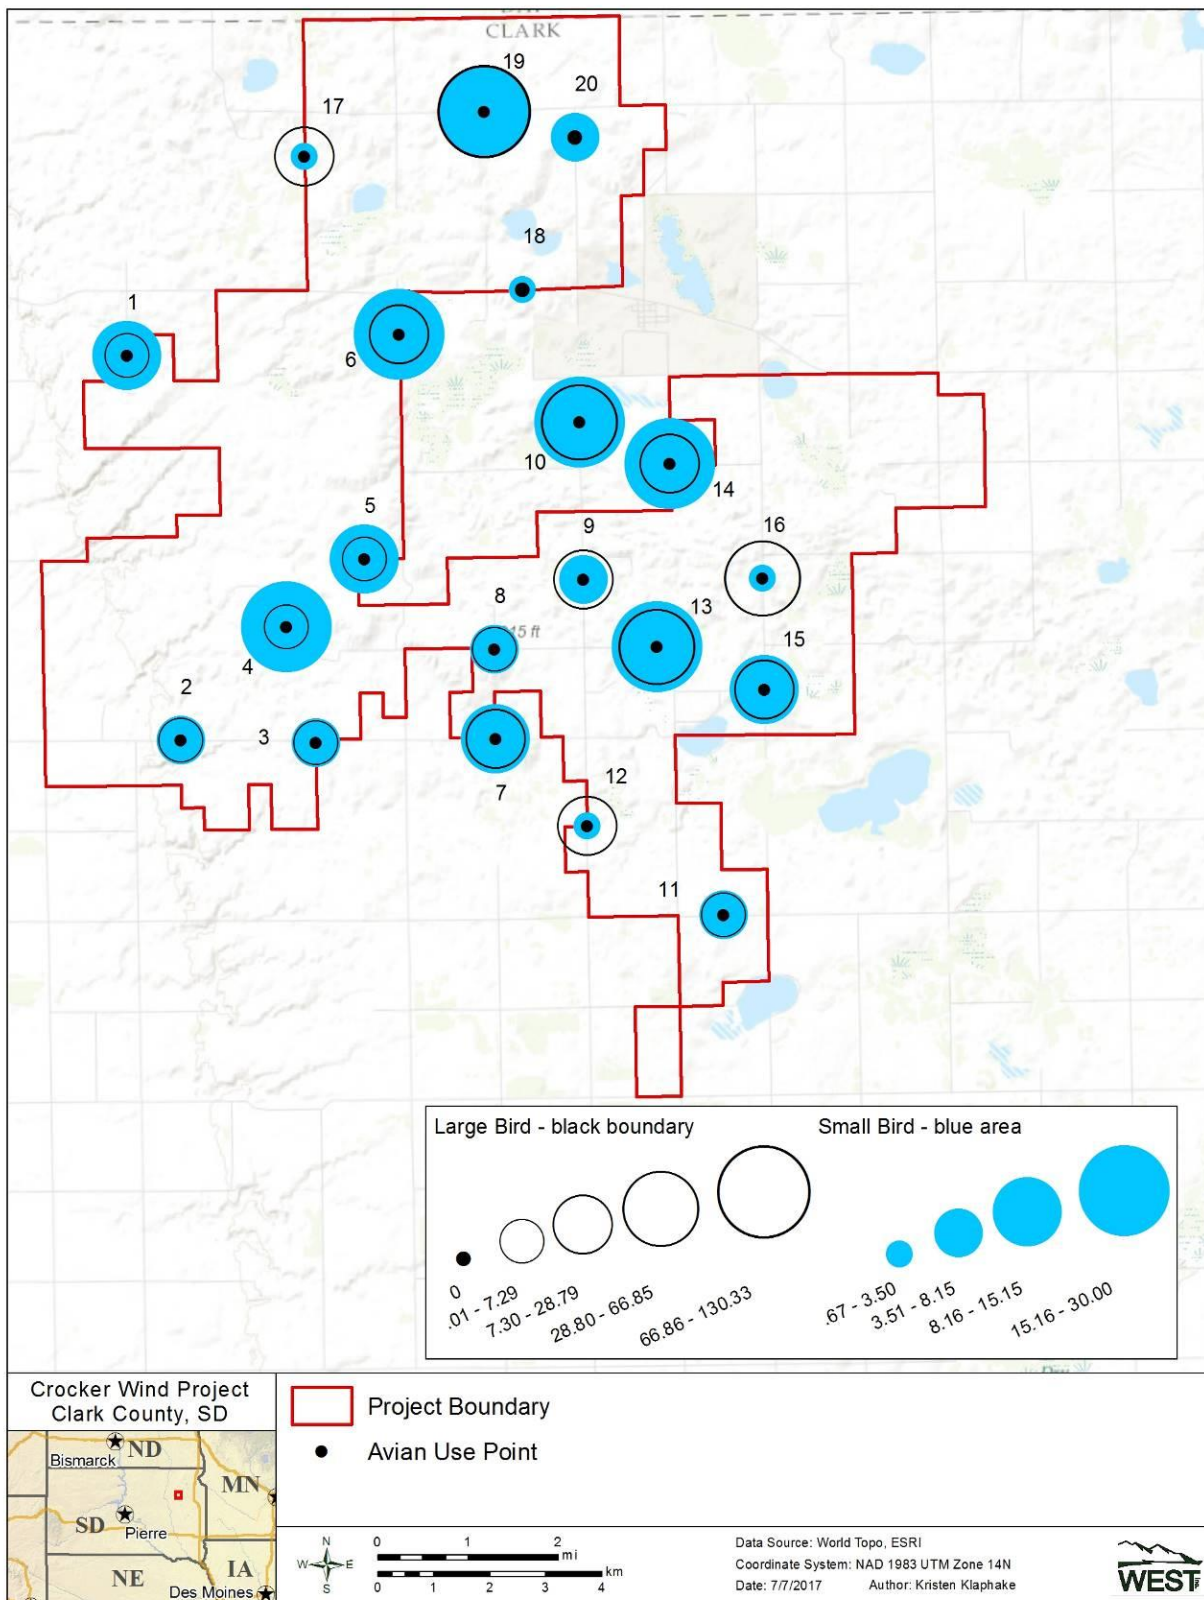 CLARK
19
20
17
18
1
6
10
14
5
9
16
8
13
4
15
2
3
7
12
11
Large Bird - black boundary
Small Bird - blue area
0
.01 - 7.29
7.30 - 28.79
28.80 - 66.85
66.86 - 130.33
.67 - 3.50
3.51 - 8.15
8.16 - 15.15
15.16 - 30.00
Crocker Wind Project
Clark County, SD
Project Boundary
Avian Use Point
ND
Bismarck
MN
SD
Pierre
NE
IA
Des Moines
N
W E
S
0 1 2
mi
km
0 1 2 3 4
Data Source: World Topo, ESRI
Coordinate System: NAD 1983 UTM Zone 14N
Date: 7/7/2017 Author: Kristen Klaphake
WEST